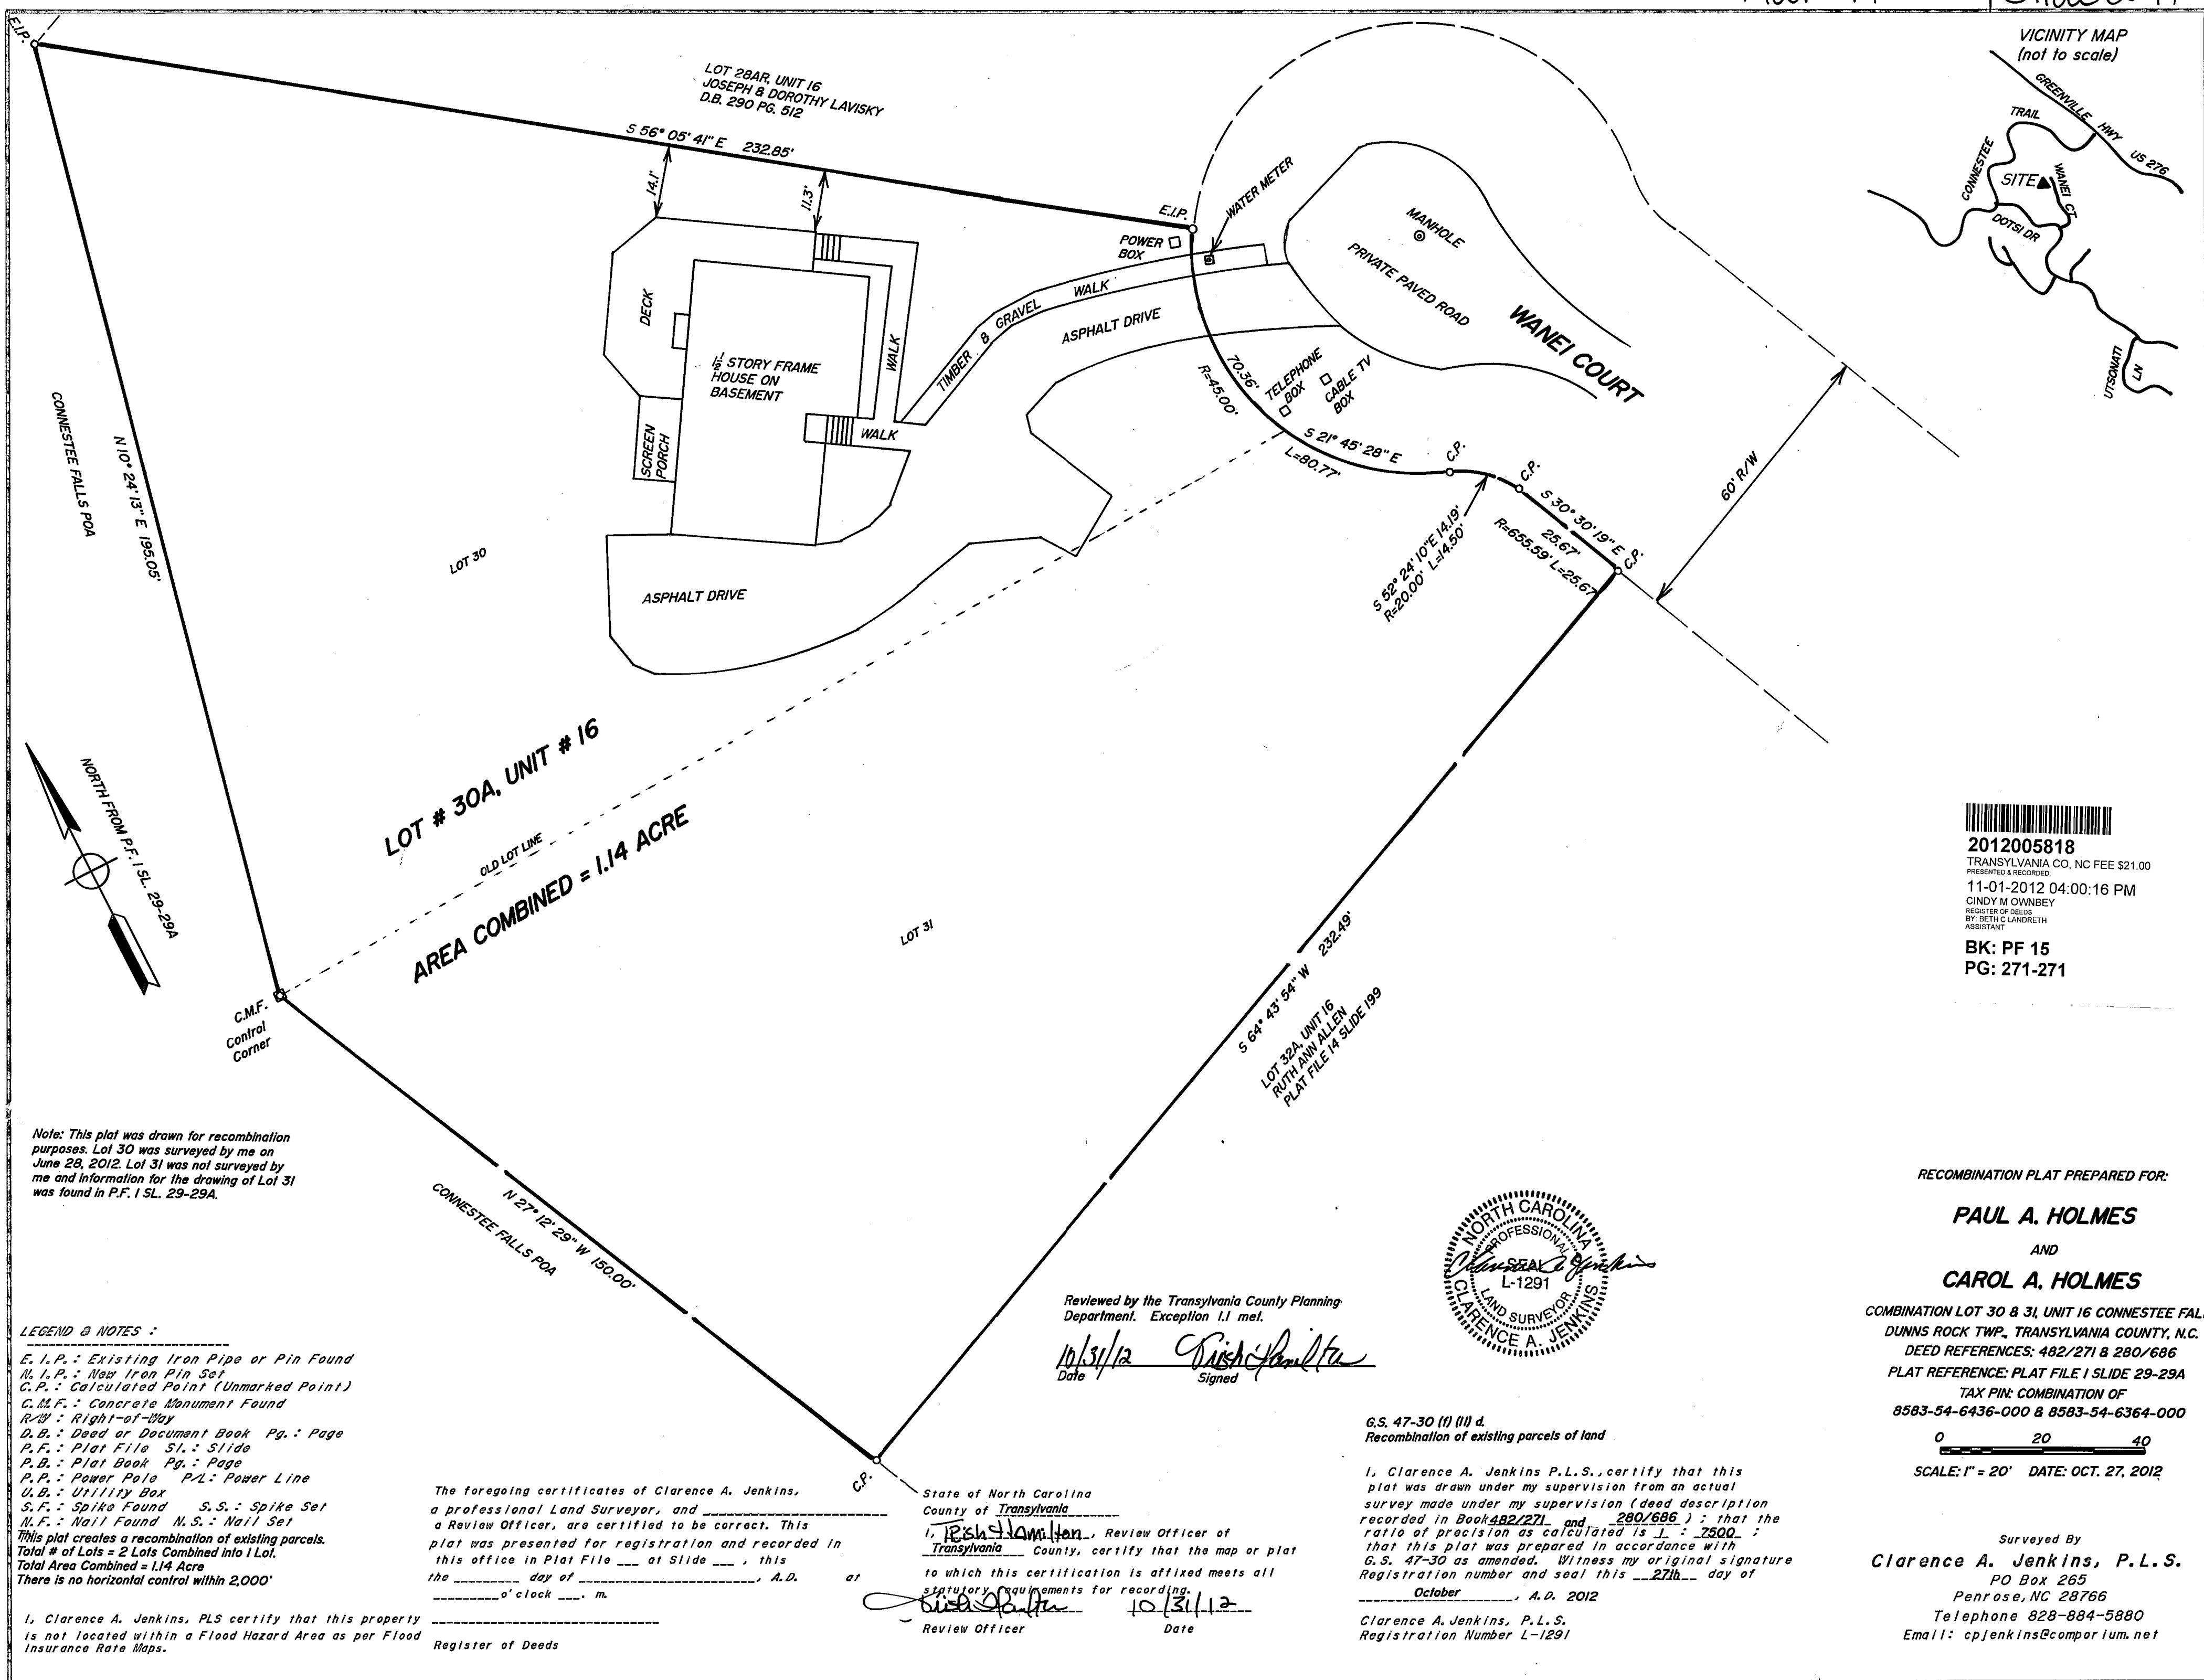 VICINITY MAP
(not to scale)
GREENVILLE HWY
US 276
TRAIL
CONNESTEE
SITE
WANEI CT
DOTSI DR
UTSONATI
LN
E.I.P.
LOT 28AR, UNIT 16
JOSEPH & DOROTHY LAVISKY
D.B. 290 PG. 512
S 56° 05' 41" E 232.85'
14.1'
11.3'
E.I.P.
WATER METER
POWER
BOX
MANHOLE
PRIVATE PAVED ROAD
WANEI COURT
DECK
1 1/2 STORY FRAME
HOUSE ON
BASEMENT
WALK
TIMBER & GRAVEL WALK
ASPHALT DRIVE
SCREEN
PORCH
WALK
70.36'
R=45.00'
TELEPHONE
BOX
CABLE TV
BOX
S 21° 45' 28" E
L=80.77'
C.P.
C.P.
S 30° 30' 19" E
25.67'
R=655.59' L=25.67
C.P.
S 52° 24' 10"E 14.19'
R=20.00' L=14.50'
60' R/W
CONNESTEE FALLS POA
N 10° 24' 13" E 195.05'
LOT 30
ASPHALT DRIVE
NORTH FROM P.F. 1 SL. 29-29A
LOT # 30A, UNIT # 16
OLD LOT LINE
AREA COMBINED = 1.14 ACRE
LOT 31
C.M.F.
Control
Corner
S 64° 43' 54" W 232.49'
LOT 32A, UNIT 16
RUTH ANN ALLEN
PLAT FILE 14 SLIDE 199
N 27° 12' 29" W 150.00'
CONNESTEE FALLS POA
C.P.
2012005818
TRANSYLVANIA CO, NC FEE $21.00
PRESENTED & RECORDED:
11-01-2012 04:00:16 PM
CINDY M OWNBEY
REGISTER OF DEEDS
BY: BETH C LANDRETH
ASSISTANT
BK: PF 15
PG: 271-271
Note: This plat was drawn for recombination
purposes. Lot 30 was surveyed by me on
June 28, 2012. Lot 31 was not surveyed by
me and information for the drawing of Lot 31
was found in P.F. 1 SL. 29-29A.
LEGEND & NOTES :
E. I. P. : Existing Iron Pipe or Pin Found
N. I. P. : New Iron Pin Set
C. P. : Calculated Point (Unmarked Point)
C. M. F. : Concrete Monument Found
R/W : Right-of-Way
D. B. : Deed or Document Book Pg. : Page
P. F. : Plat File Sl. : Slide
P. B. : Plat Book Pg. : Page
P. P. : Power Pole P/L : Power Line
U. B. : Utility Box
S. F. : Spike Found S. S. : Spike Set
N. F. : Nail Found N. S. : Nail Set
This plat creates a recombination of existing parcels.
Total # of Lots = 2 Lots Combined into 1 Lot.
Total Area Combined = 1.14 Acre
There is no horizontal control within 2,000'
I, Clarence A. Jenkins, PLS certify that this property
is not located within a Flood Hazard Area as per Flood
Insurance Rate Maps.
The foregoing certificates of Clarence A. Jenkins,
a professional Land Surveyor, and
a Review Officer, are certified to be correct. This
plat was presented for registration and recorded in
this office in Plat File ___ at Slide ___ , this
the ________ day of ____________, A.D. at
________o'clock ___. m.
Register of Deeds
Reviewed by the Transylvania County Planning
Department. Exception 1.1 met.
10/31/12 Trish Hamilton
Date Signed
State of North Carolina
County of Transylvania
I, Trish Hamilton, Review Officer of
Transylvania County, certify that the map or plat
to which this certification is affixed meets all
statutory requirements for recording.
Trish Hamilton 10/31/12
Review Officer Date
NORTH CAROLINA
PROFESSIONAL
SEAL
L-1291
LAND SURVEYOR
CLARENCE A. JENKINS
Clarence A Jenkins
G.S. 47-30 (f) (11) d.
Recombination of existing parcels of land
I, Clarence A. Jenkins P.L.S., certify that this
plat was drawn under my supervision from an actual
survey made under my supervision (deed description
recorded in Book 482/271 and 280/686 ) ; that the
ratio of precision as calculated is 1 : 7500 ;
that this plat was prepared in accordance with
G.S. 47-30 as amended. Witness my original signature
Registration number and seal this 27th day of
October, A.D. 2012
Clarence A. Jenkins, P.L.S.
Registration Number L-1291
RECOMBINATION PLAT PREPARED FOR:
PAUL A. HOLMES
AND
CAROL A. HOLMES
COMBINATION LOT 30 & 31, UNIT 16 CONNESTEE FAL
DUNNS ROCK TWP., TRANSYLVANIA COUNTY, N.C.
DEED REFERENCES: 482/271 & 280/686
PLAT REFERENCE: PLAT FILE 1 SLIDE 29-29A
TAX PIN: COMBINATION OF
8583-54-6436-000 & 8583-54-6364-000
0 20 40
SCALE: 1" = 20' DATE: OCT. 27, 2012
Surveyed By
Clarence A. Jenkins, P.L.S.
PO Box 265
Penrose, NC 28766
Telephone 828-884-5880
Email: cpjenkins@comporium.net